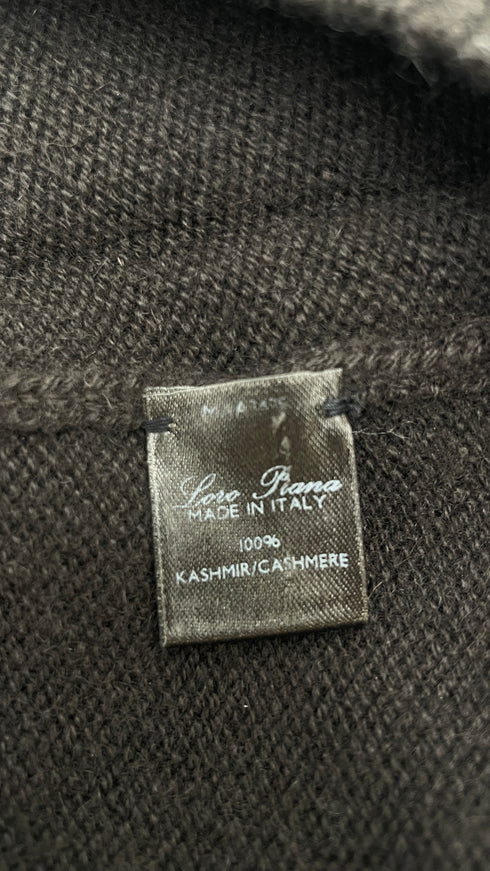 Loro Piana
MADE IN ITALY
100%
KASHMIR/CASHMERE